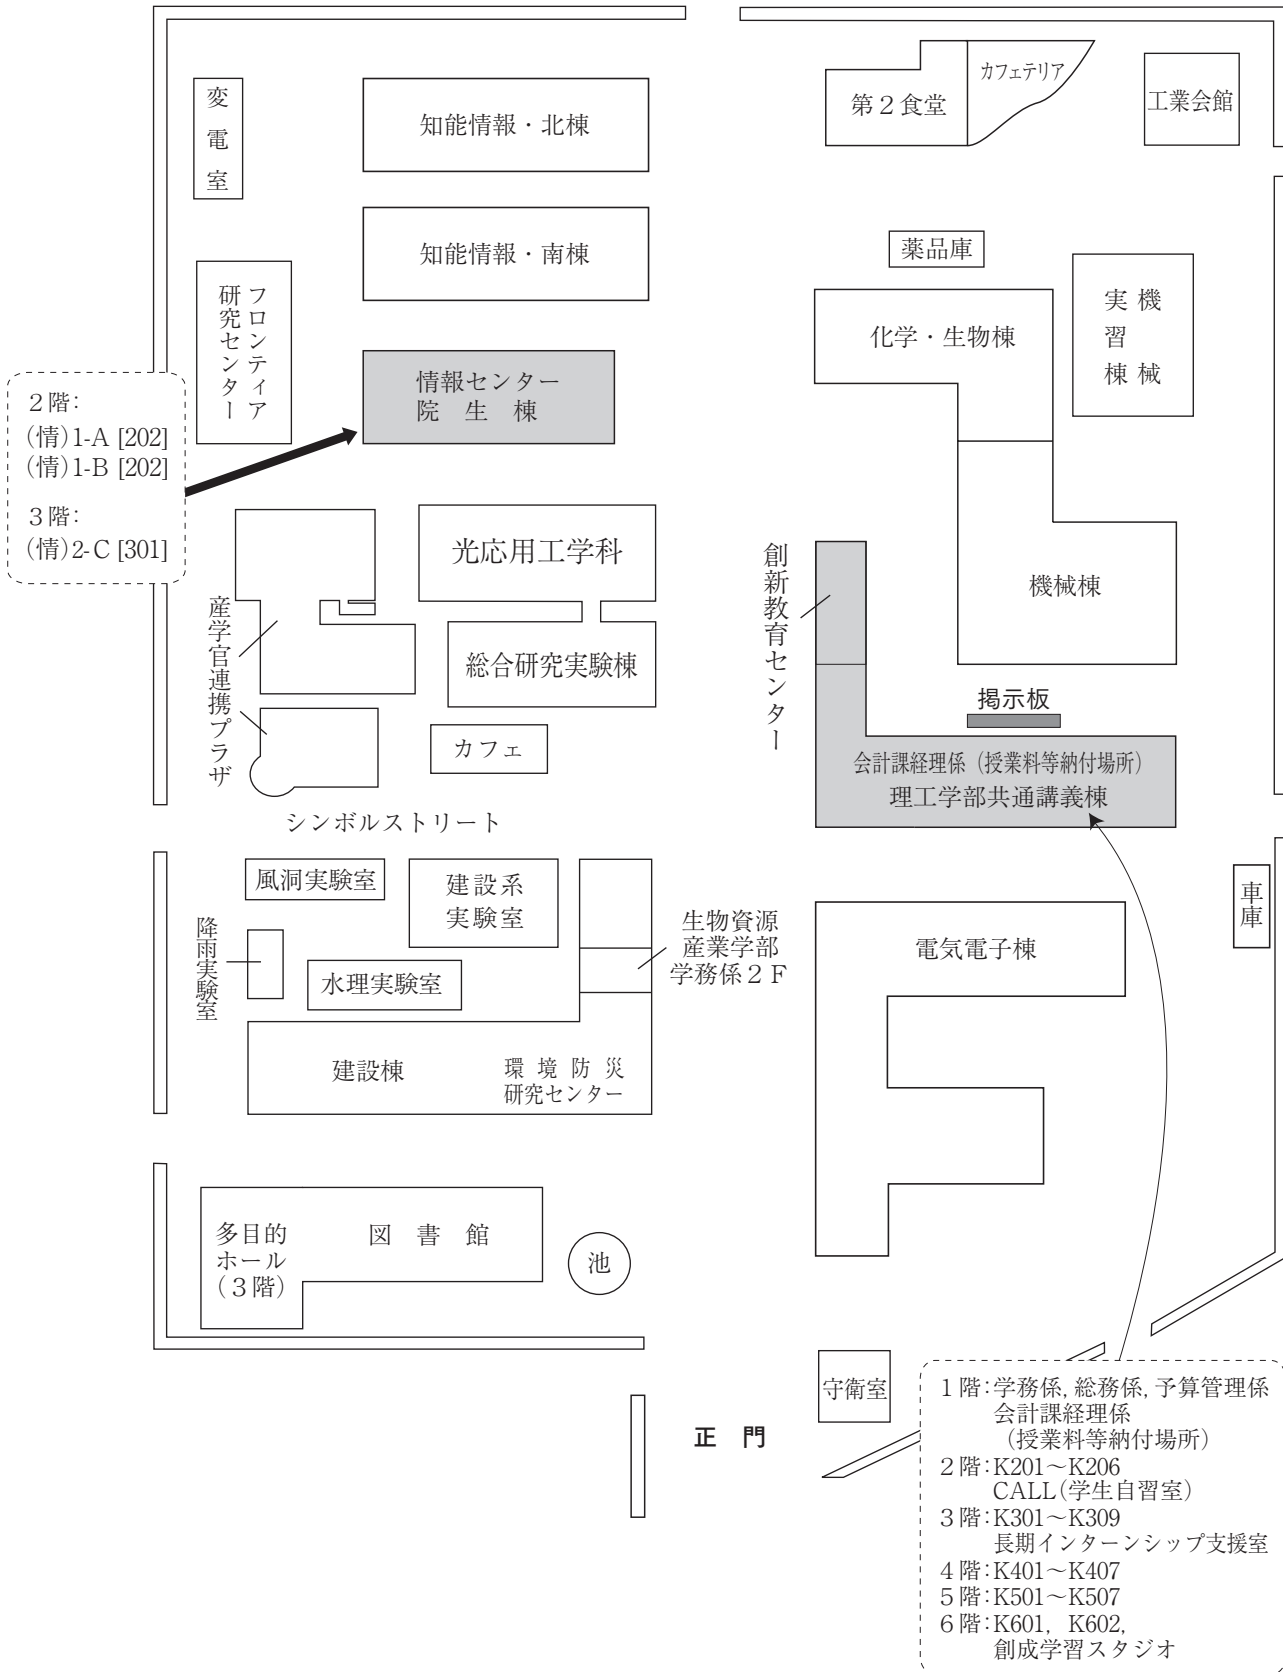 変電室
知能情報・北棟
第２食堂
カフェテリア
工業会館
知能情報・南棟
薬品庫
フロンティア
研究センター
化学・生物棟
機械
実習棟
情報センター
院生棟
２階：
(情)1-A [202]
(情)1-B [202]
３階：
(情)2-C [301]
光応用工学科
創新教育センター
機械棟
産学官連携プラザ
総合研究実験棟
掲示板
カフェ
会計課経理係（授業料等納付場所）
理工学部共通講義棟
シンボルストリート
風洞実験室
建設系
実験室
車庫
降雨実験室
水理実験室
生物資源
産業学部
学務係２Ｆ
電気電子棟
建設棟
環境防災
研究センター
多目的
ホール
（３階）
図書館
池
守衛室
正門
１階：学務係，総務係，予算管理係
会計課経理係
（授業料等納付場所）
２階：K201～K206
CALL（学生自習室）
３階：K301～K309
長期インターンシップ支援室
４階：K401～K407
５階：K501～K507
６階：K601，K602，
創成学習スタジオ